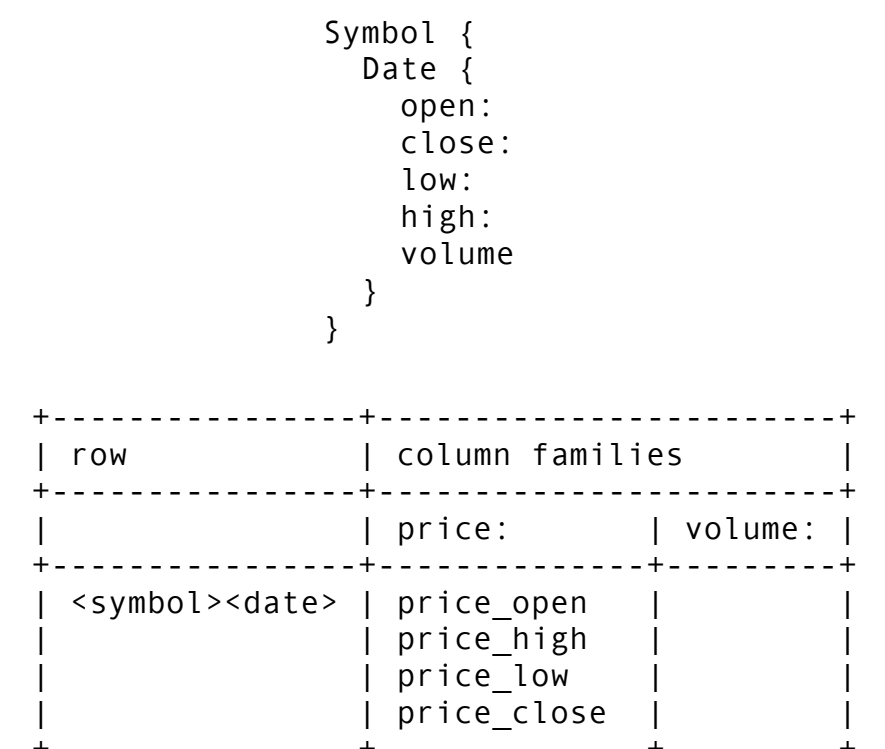 Symbol {
  Date {
    open:
    close:
    low:
    high:
    volume
  }
}
+----------------+-------------------------+
| row            | column families         |
+----------------+-------------------------+
|                | price:        | volume: |
+----------------+---------------+---------+
| <symbol><date> | price_open    |         |
|                | price_high    |         |
|                | price_low     |         |
|                | price_close   |         |
+----------------+---------------+---------+